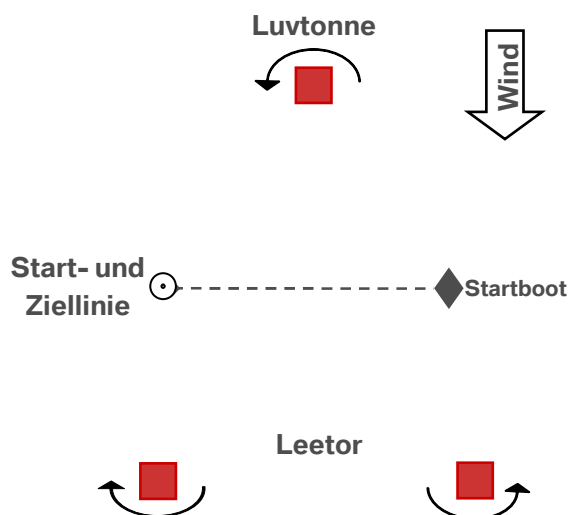 Luvtonne
Wind
Start- und
Ziellinie
Startboot
Leetor